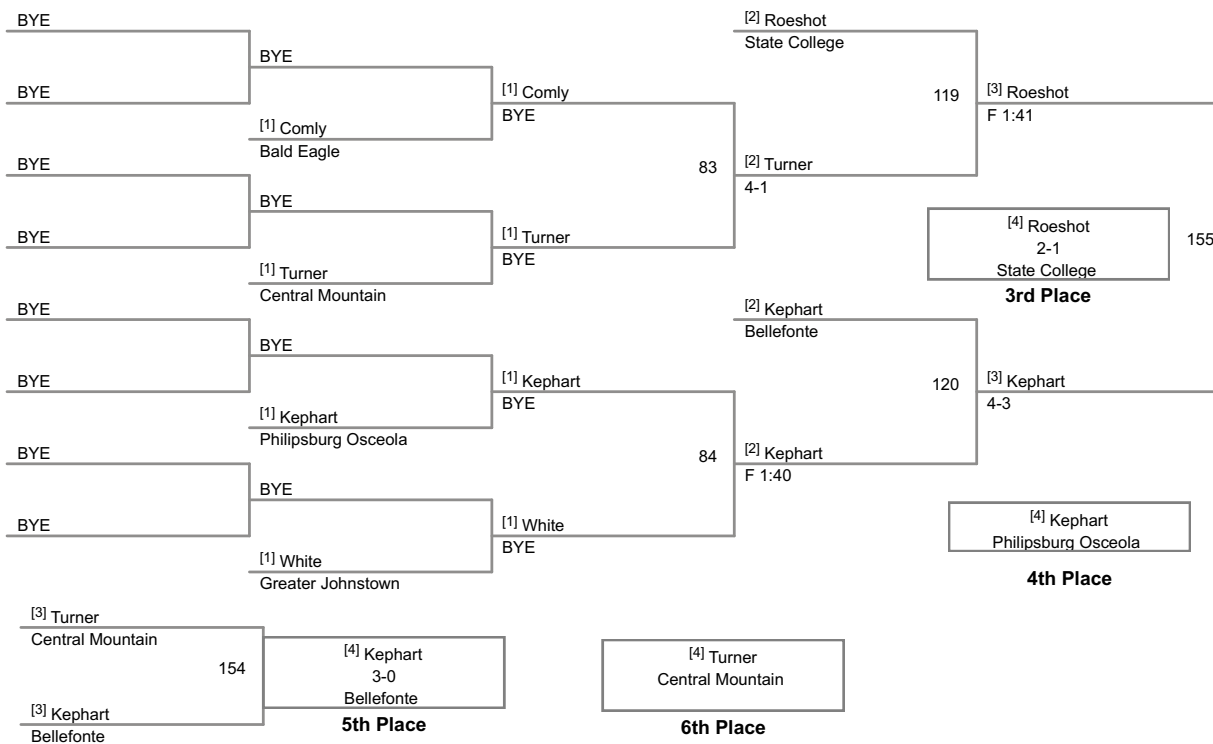 BYE
BYE
BYE
[1] Comly
Bald Eagle
BYE
BYE
BYE
[1] Turner
Central Mountain
BYE
BYE
BYE
[1] Kephart
Philipsburg Osceola
BYE
BYE
BYE
[1] White
Greater Johnstown
[1] Comly
BYE
83
[1] Turner
BYE
[1] Kephart
BYE
84
[1] White
BYE
[2] Roeshot
State College
119
[2] Turner
4-1
[2] Kephart
Bellefonte
120
[2] Kephart
F 1:40
[3] Roeshot
F 1:41
[4] Roeshot
2-1
State College
155
3rd Place
[3] Kephart
4-3
[4] Kephart
Philipsburg Osceola
4th Place
[3] Turner
Central Mountain
154
[3] Kephart
Bellefonte
[4] Kephart
3-0
Bellefonte
5th Place
[4] Turner
Central Mountain
6th Place